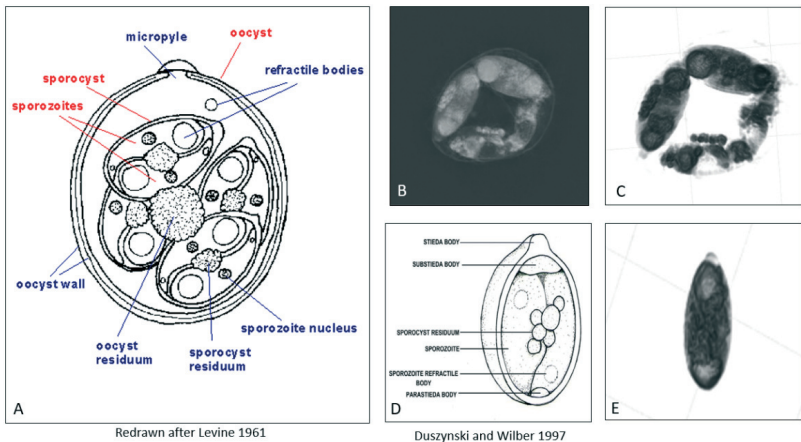 micropyle
oocyst
refractile bodies
sporocyst
sporozoites
oocyst wall
oocyst
residuum
sporocyst
residuum
sporozoite nucleus
A
Redrawn after Levine 1961
B
C
STIEDA BODY
SUBSTIEDA BODY
SPOROCYST RESIDUUM
SPOROZOITE
SPOROZOITE REFRACTILE
BODY
PARASTIEDA BODY
D
Duszynski and Wilber 1997
E